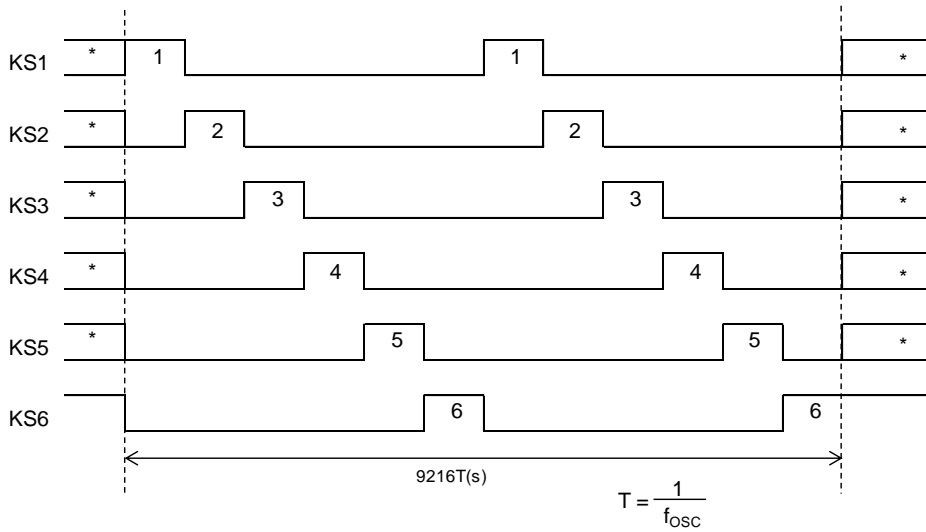 KS1 * 1 1 *
KS2 * 2 2 *
KS3 * 3 3 *
KS4 * 4 4 *
KS5 * 5 5 *
KS6 6 6
9216T(s)
T = 1
fOSC